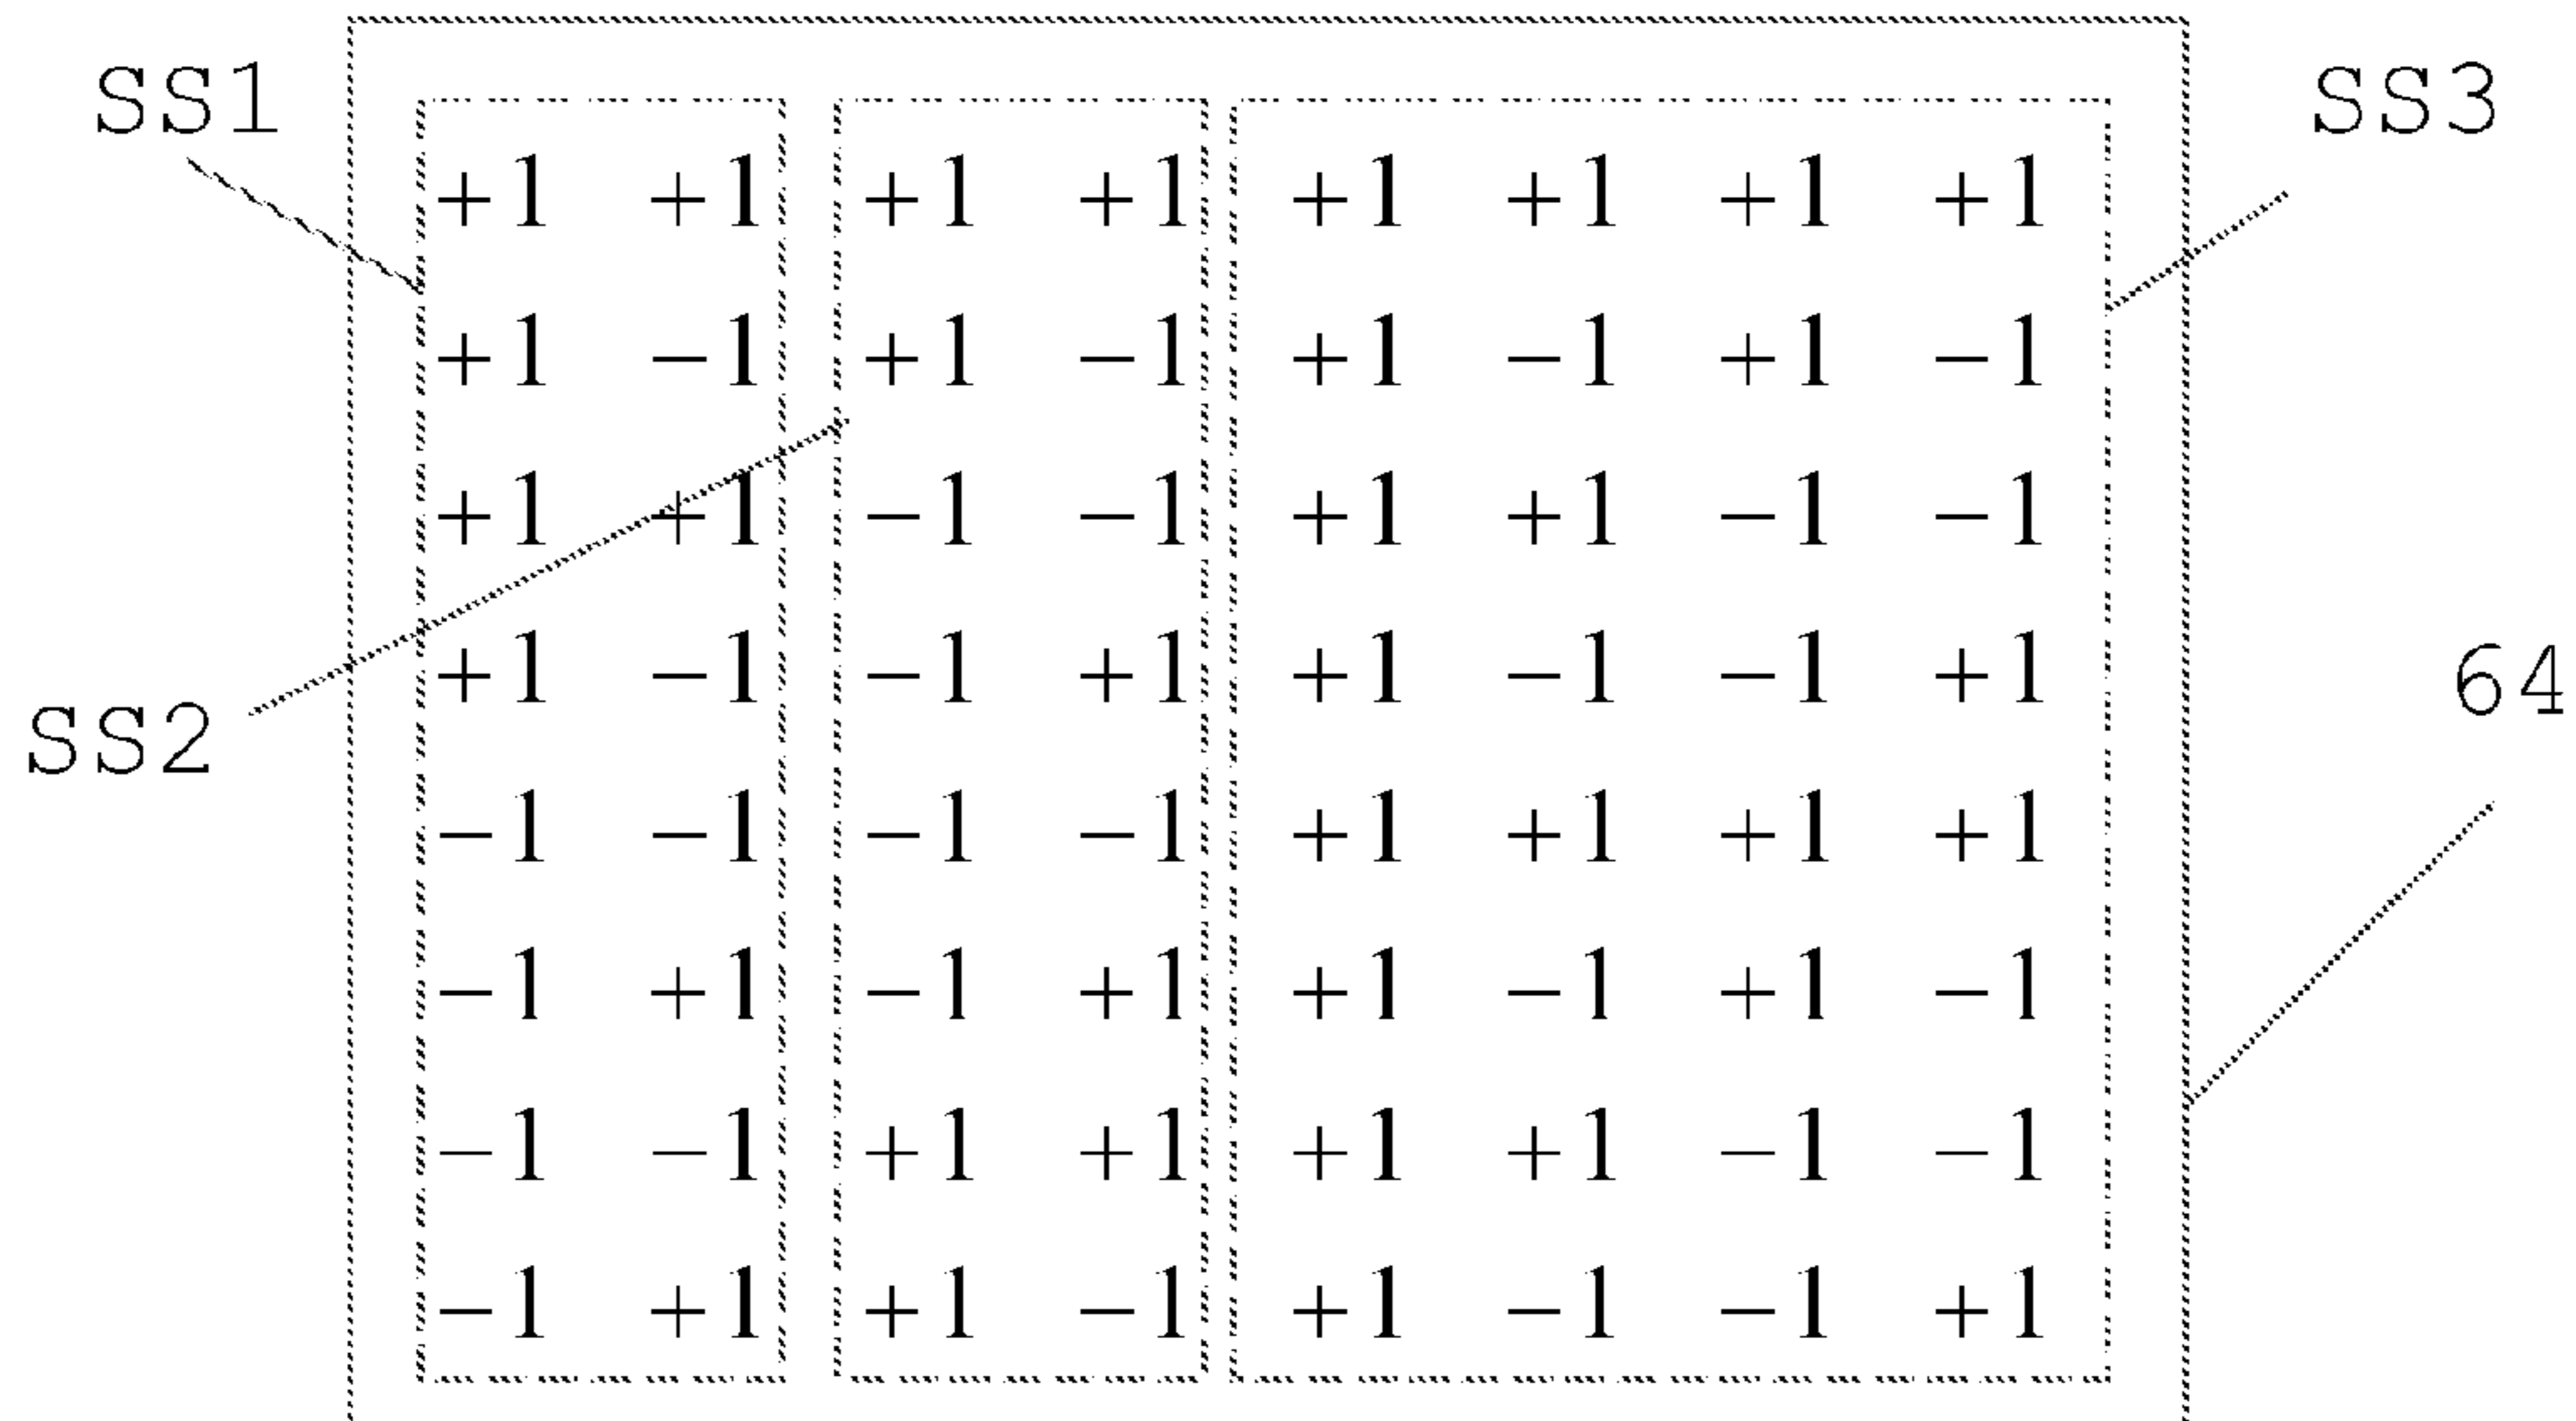 SS1 SS3
+1 +1 +1 +1 +1 +1 +1 +1
+1 −1 +1 −1 +1 −1 +1 −1
+1 +1 −1 −1 +1 +1 −1 −1
+1 −1 −1 +1 +1 −1 −1 +1
64
SS2
−1 −1 −1 −1 +1 +1 +1 +1
−1 +1 −1 +1 +1 −1 +1 −1
−1 −1 +1 +1 +1 +1 −1 −1
−1 +1 +1 −1 +1 −1 −1 +1